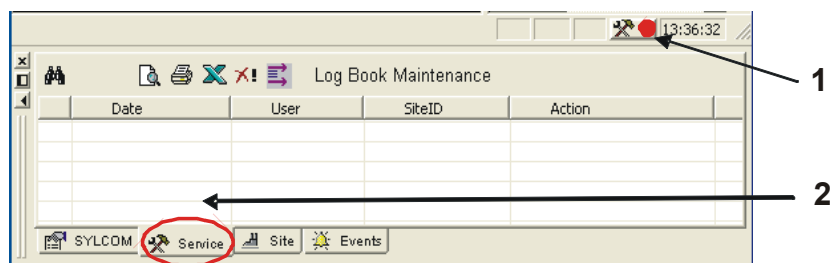 13:36:32
1
Log Book Maintenance
Date User SiteID Action
2
SYLCOM Service Site Events